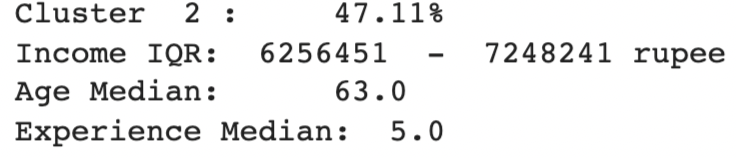 Cluster  2 :      47.11%
Income IQR:  6256451  -  7248241 rupee
Age Median:      63.0
Experience Median:  5.0